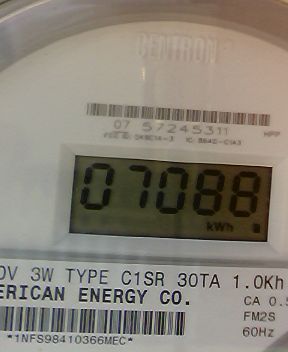 CENTRON
07 57245311
07088
kWh
0V 3W TYPE C1SR 30TA 1.0Kh
ERICAN ENERGY CO.
CA 0.5
FM2S
60Hz
*1NFS98410366MEC*